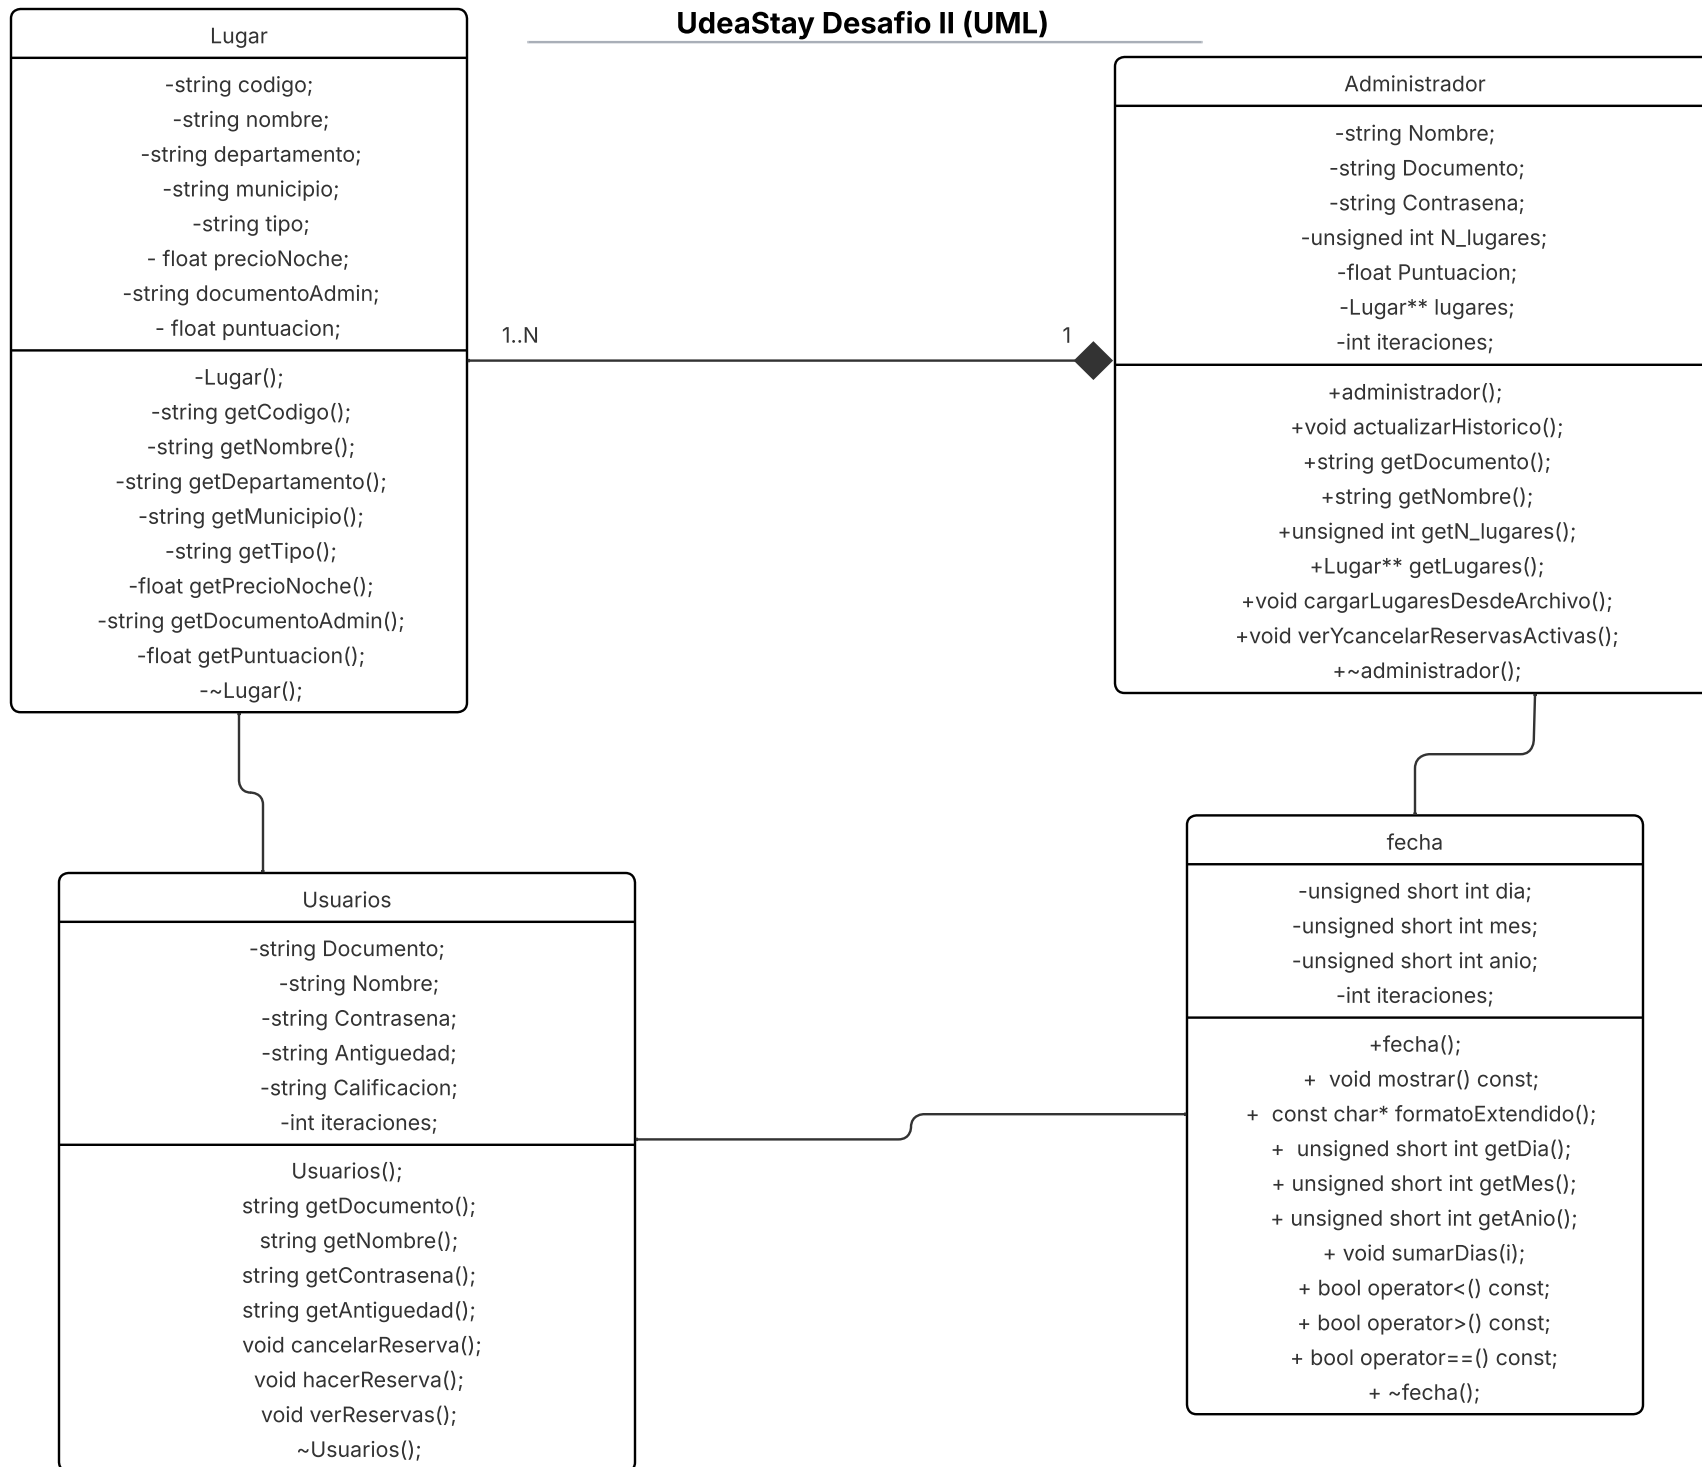 UdeaStay Desafio II (UML)
Lugar
-string codigo;
-string nombre;
-string departamento;
-string municipio;
-string tipo;
- float precioNoche;
-string documentoAdmin;
- float puntuacion;
-Lugar();
-string getCodigo();
-string getNombre();
-string getDepartamento();
-string getMunicipio();
-string getTipo();
-float getPrecioNoche();
-string getDocumentoAdmin();
-float getPuntuacion();
-~Lugar();
1..N
1
Administrador
-string Nombre;
-string Documento;
-string Contrasena;
-unsigned int N_lugares;
-float Puntuacion;
-Lugar** lugares;
-int iteraciones;
+administrador();
+void actualizarHistorico();
+string getDocumento();
+string getNombre();
+unsigned int getN_lugares();
+Lugar** getLugares();
+void cargarLugaresDesdeArchivo();
+void verYcancelarReservasActivas();
+~administrador();
Usuarios
-string Documento;
-string Nombre;
-string Contrasena;
-string Antiguedad;
-string Calificacion;
-int iteraciones;
Usuarios();
string getDocumento();
string getNombre();
string getContrasena();
string getAntiguedad();
void cancelarReserva();
void hacerReserva();
void verReservas();
~Usuarios();
fecha
-unsigned short int dia;
-unsigned short int mes;
-unsigned short int anio;
-int iteraciones;
+fecha();
+  void mostrar() const;
+  const char* formatoExtendido();
+  unsigned short int getDia();
+ unsigned short int getMes();
+ unsigned short int getAnio();
+ void sumarDias(i);
+ bool operator<() const;
+ bool operator>() const;
+ bool operator==() const;
+ ~fecha();